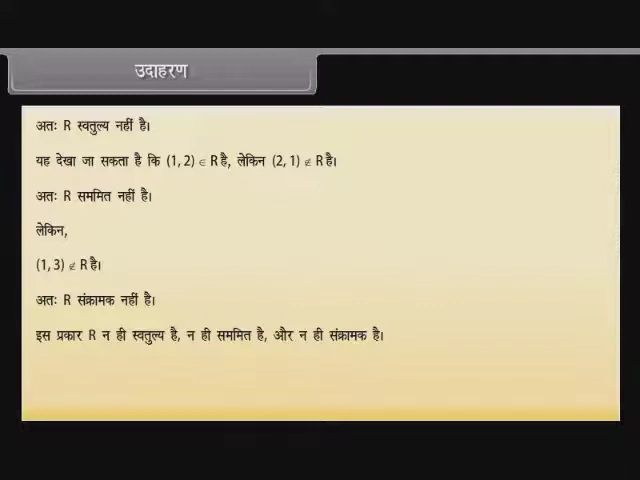 उदाहरण
अतः R स्वतुल्य नहीं है।
यह देखा जा सकता है कि (1, 2) ∈ R है, लेकिन (2, 1) ∉ R है।
अतः R सममित नहीं है।
लेकिन,
(1, 3) ∉ R है।
अतः R संक्रामक नहीं है।
इस प्रकार R न ही स्वतुल्य है, न ही सममित है, और न ही संक्रामक है।